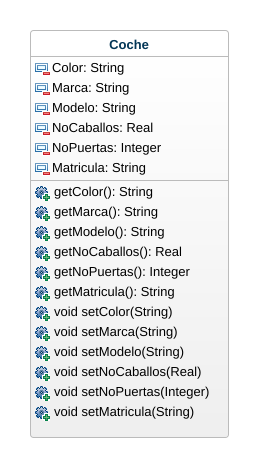 Coche
Color: String
Marca: String
Modelo: String
NoCaballos: Real
NoPuertas: Integer
Matricula: String
getColor(): String
getMarca(): String
getModelo(): String
getNoCaballos(): Real
getNoPuertas(): Integer
getMatricula(): String
void setColor(String)
void setMarca(String)
void setModelo(String)
void setNoCaballos(Real)
void setNoPuertas(Integer)
void setMatricula(String)